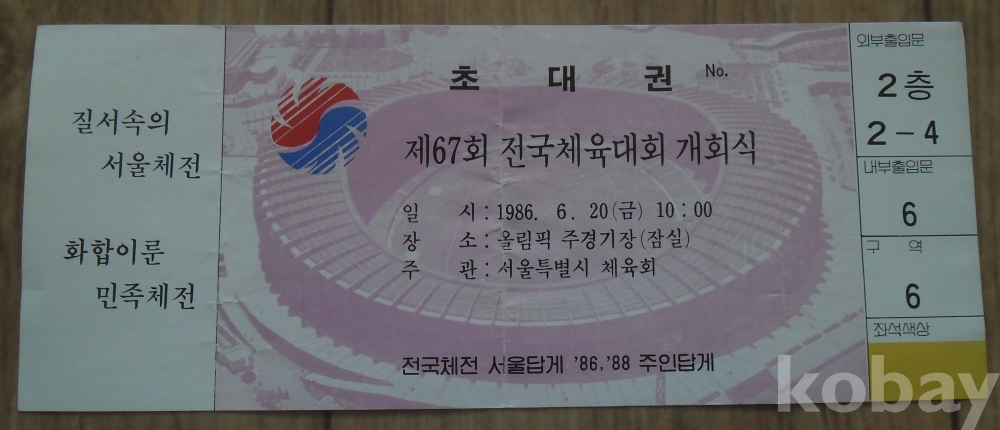 질서속의
서울체전
화합이룬
민족체전
초 대 권 No.
제67회 전국체육대회 개회식
일 시 : 1986. 6. 20(금) 10 : 00
장 소 : 올림픽 주경기장(잠실)
주 관 : 서울특별시 체육회
전국체전 서울답게 '86, '88 주인답게
외부출입문
2층
2-4
내부출입문
6
구 역
6
좌석색상
kobay